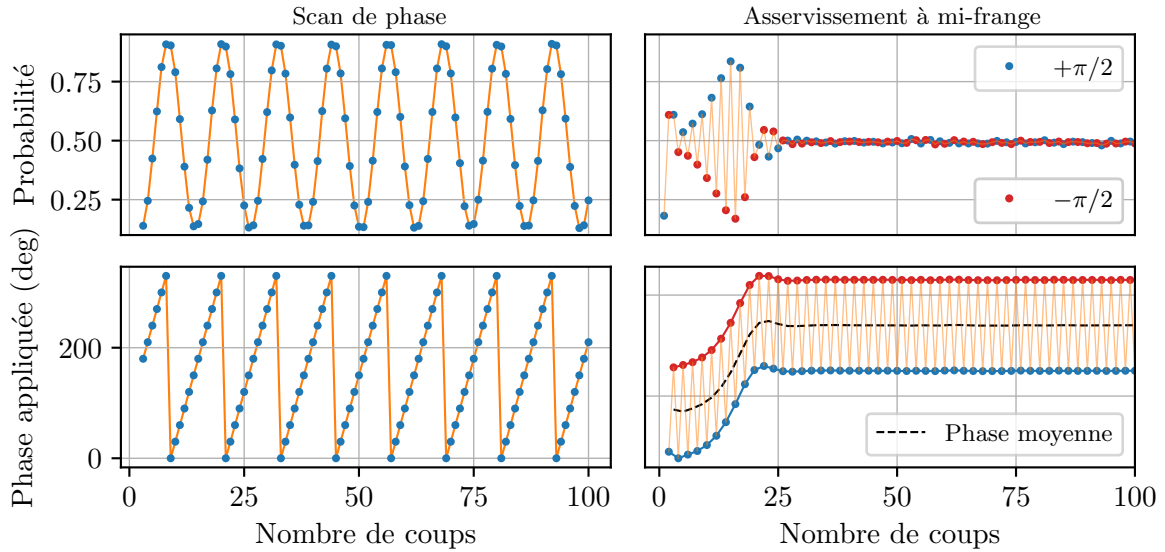 Scan de phase
Asservissement à mi-frange
Probabilité
0.75
0.50
0.25
+π/2
−π/2
Phase appliquée (deg)
200
0
Phase moyenne
0
25
50
75
100
0
25
50
75
100
Nombre de coups
Nombre de coups